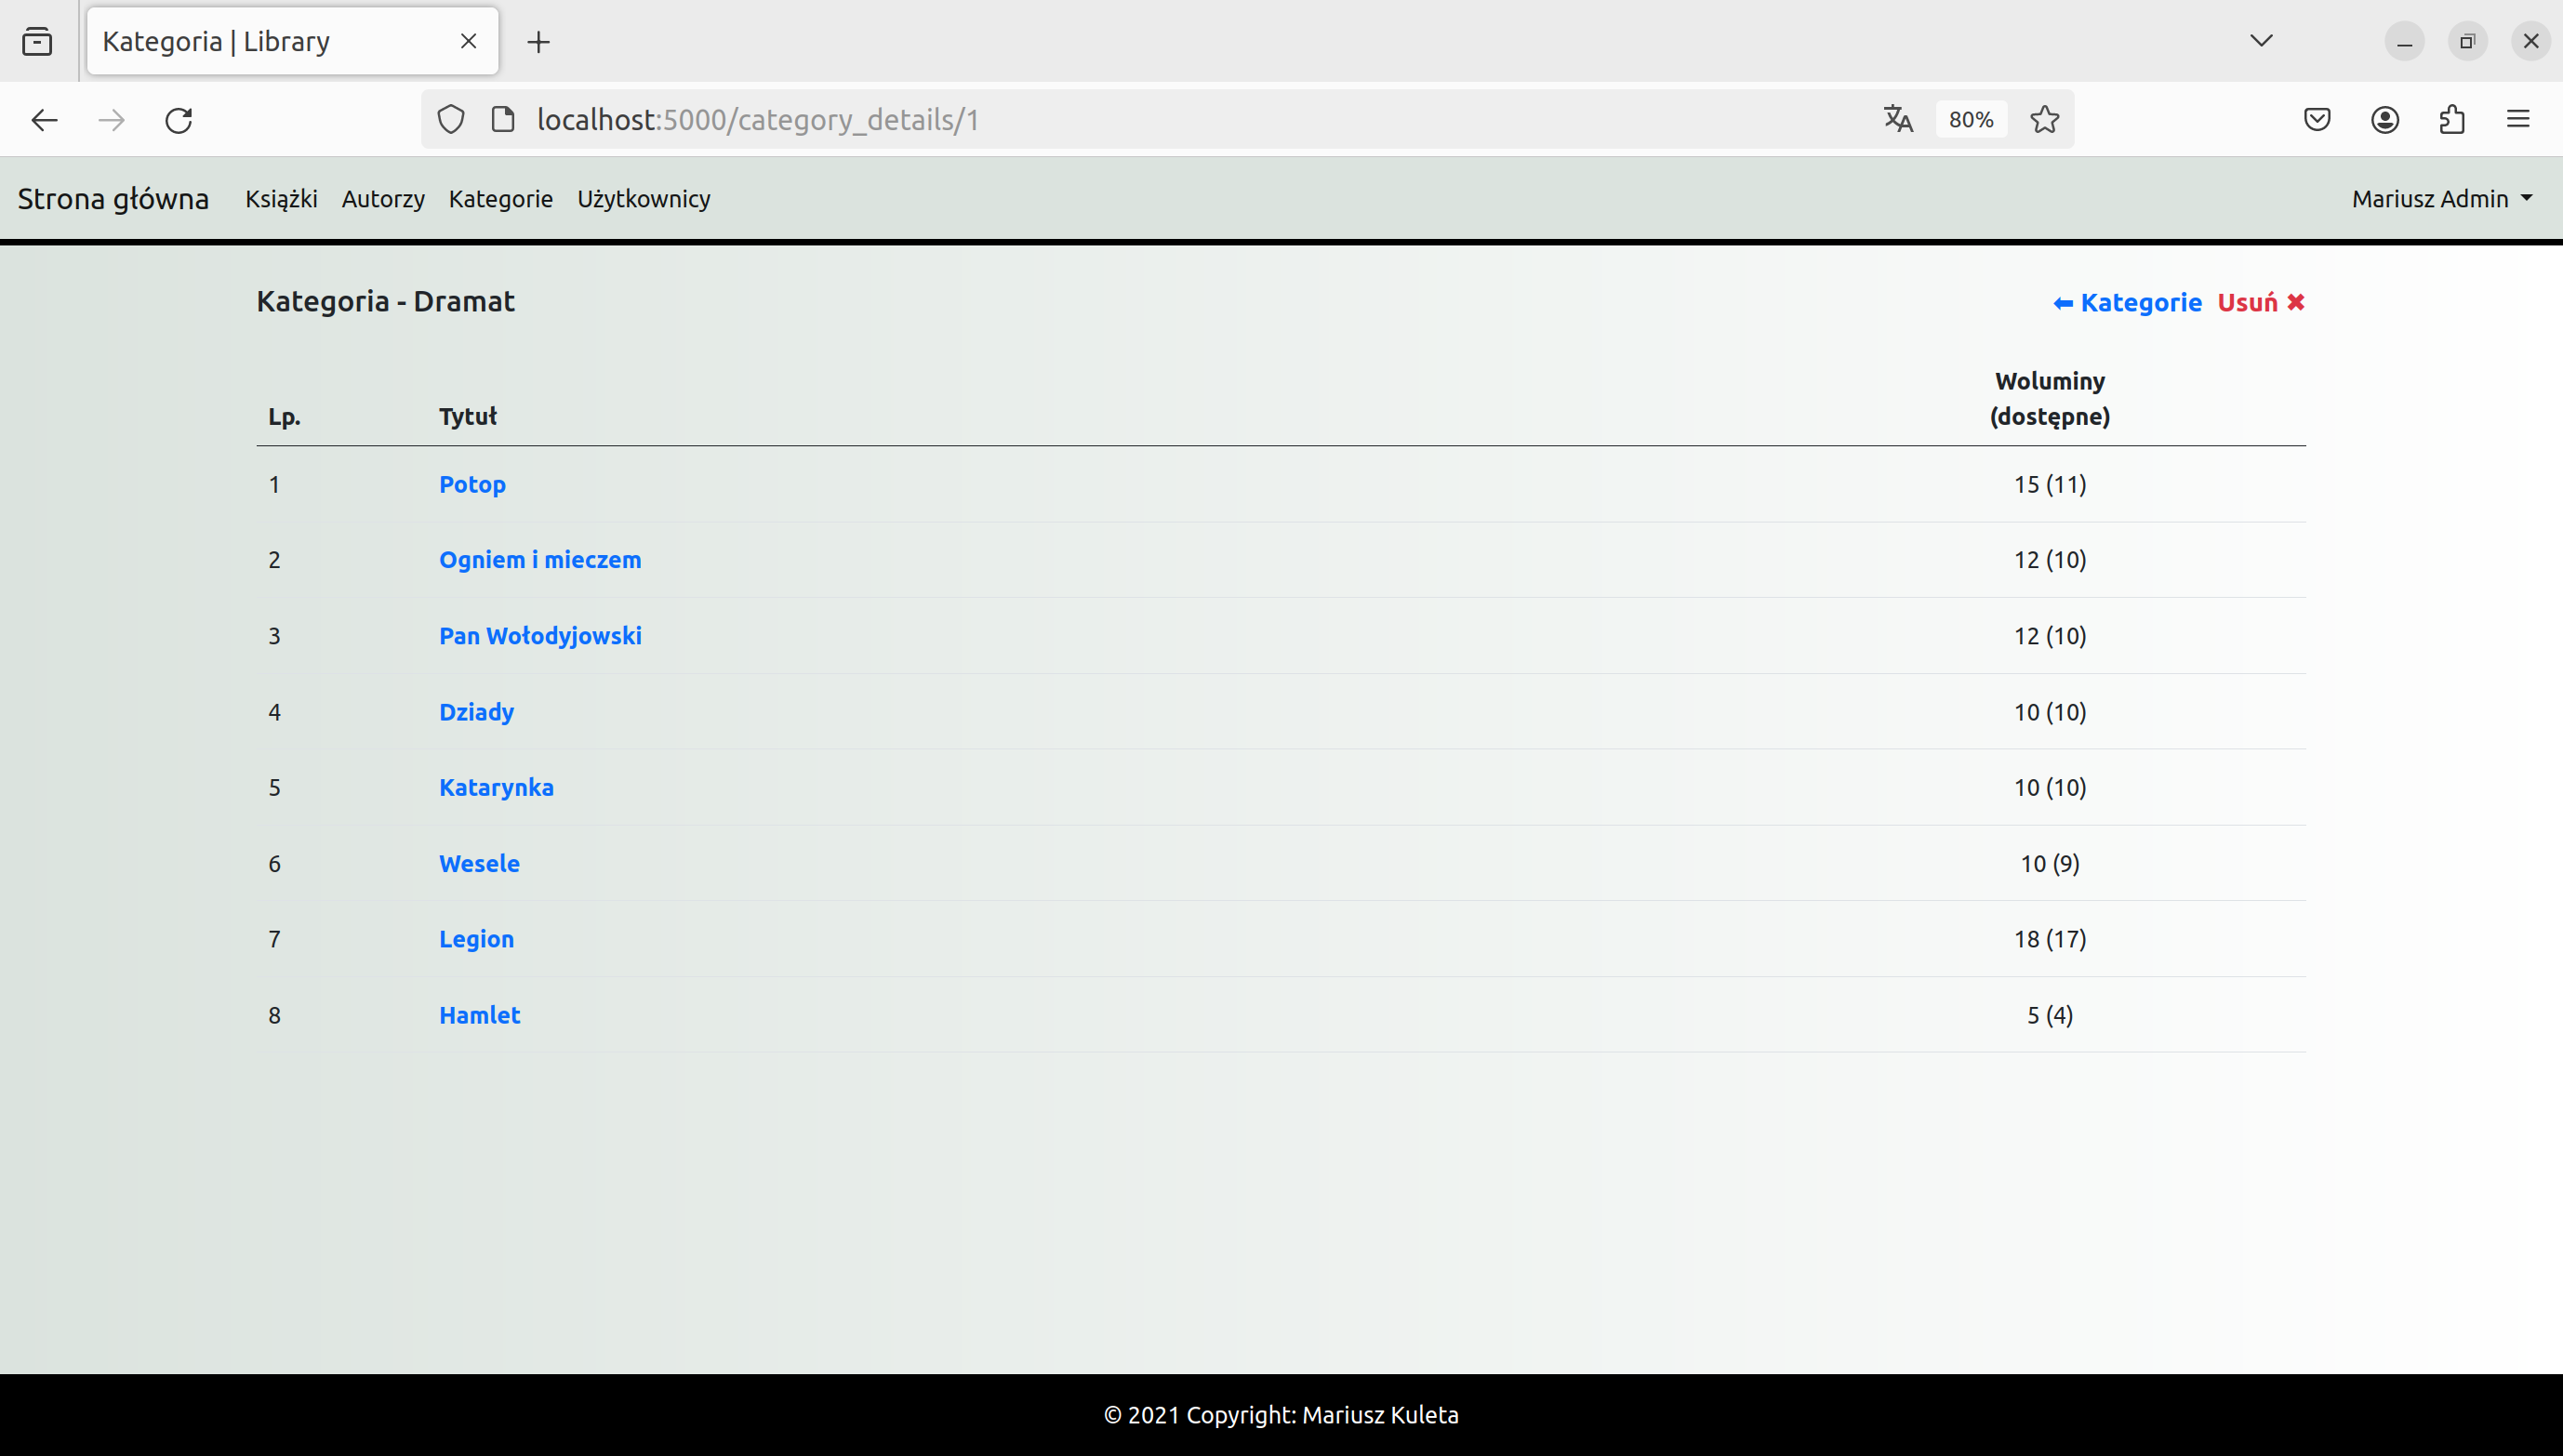 Kategoria | Library
localhost:5000/category_details/1
80%
Strona główna Książki Autorzy Kategorie Użytkownicy Mariusz Admin
Kategoria - Dramat
⬅ Kategorie Usuń ✖
Lp. Tytuł Woluminy
(dostępne)
1 Potop 15 (11)
2 Ogniem i mieczem 12 (10)
3 Pan Wołodyjowski 12 (10)
4 Dziady 10 (10)
5 Katarynka 10 (10)
6 Wesele 10 (9)
7 Legion 18 (17)
8 Hamlet 5 (4)
© 2021 Copyright: Mariusz Kuleta